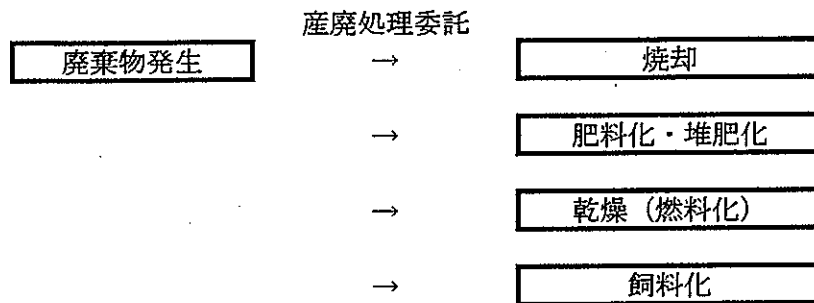 産廃処理委託
廃棄物発生 → 焼却
→ 肥料化・堆肥化
→ 乾燥（燃料化）
→ 飼料化